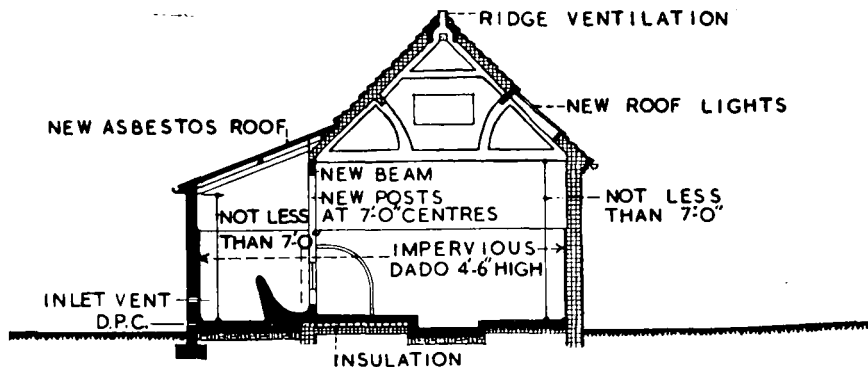 RIDGE VENTILATION
NEW ROOF LIGHTS
NEW ASBESTOS ROOF
NEW BEAM
NEW POSTS
AT 7'-0" CENTRES
NOT LESS
THAN 7'-0
NOT LESS
THAN 7'-0"
IMPERVIOUS
DADO 4'-6" HIGH
INLET VENT
D.P.C.
INSULATION